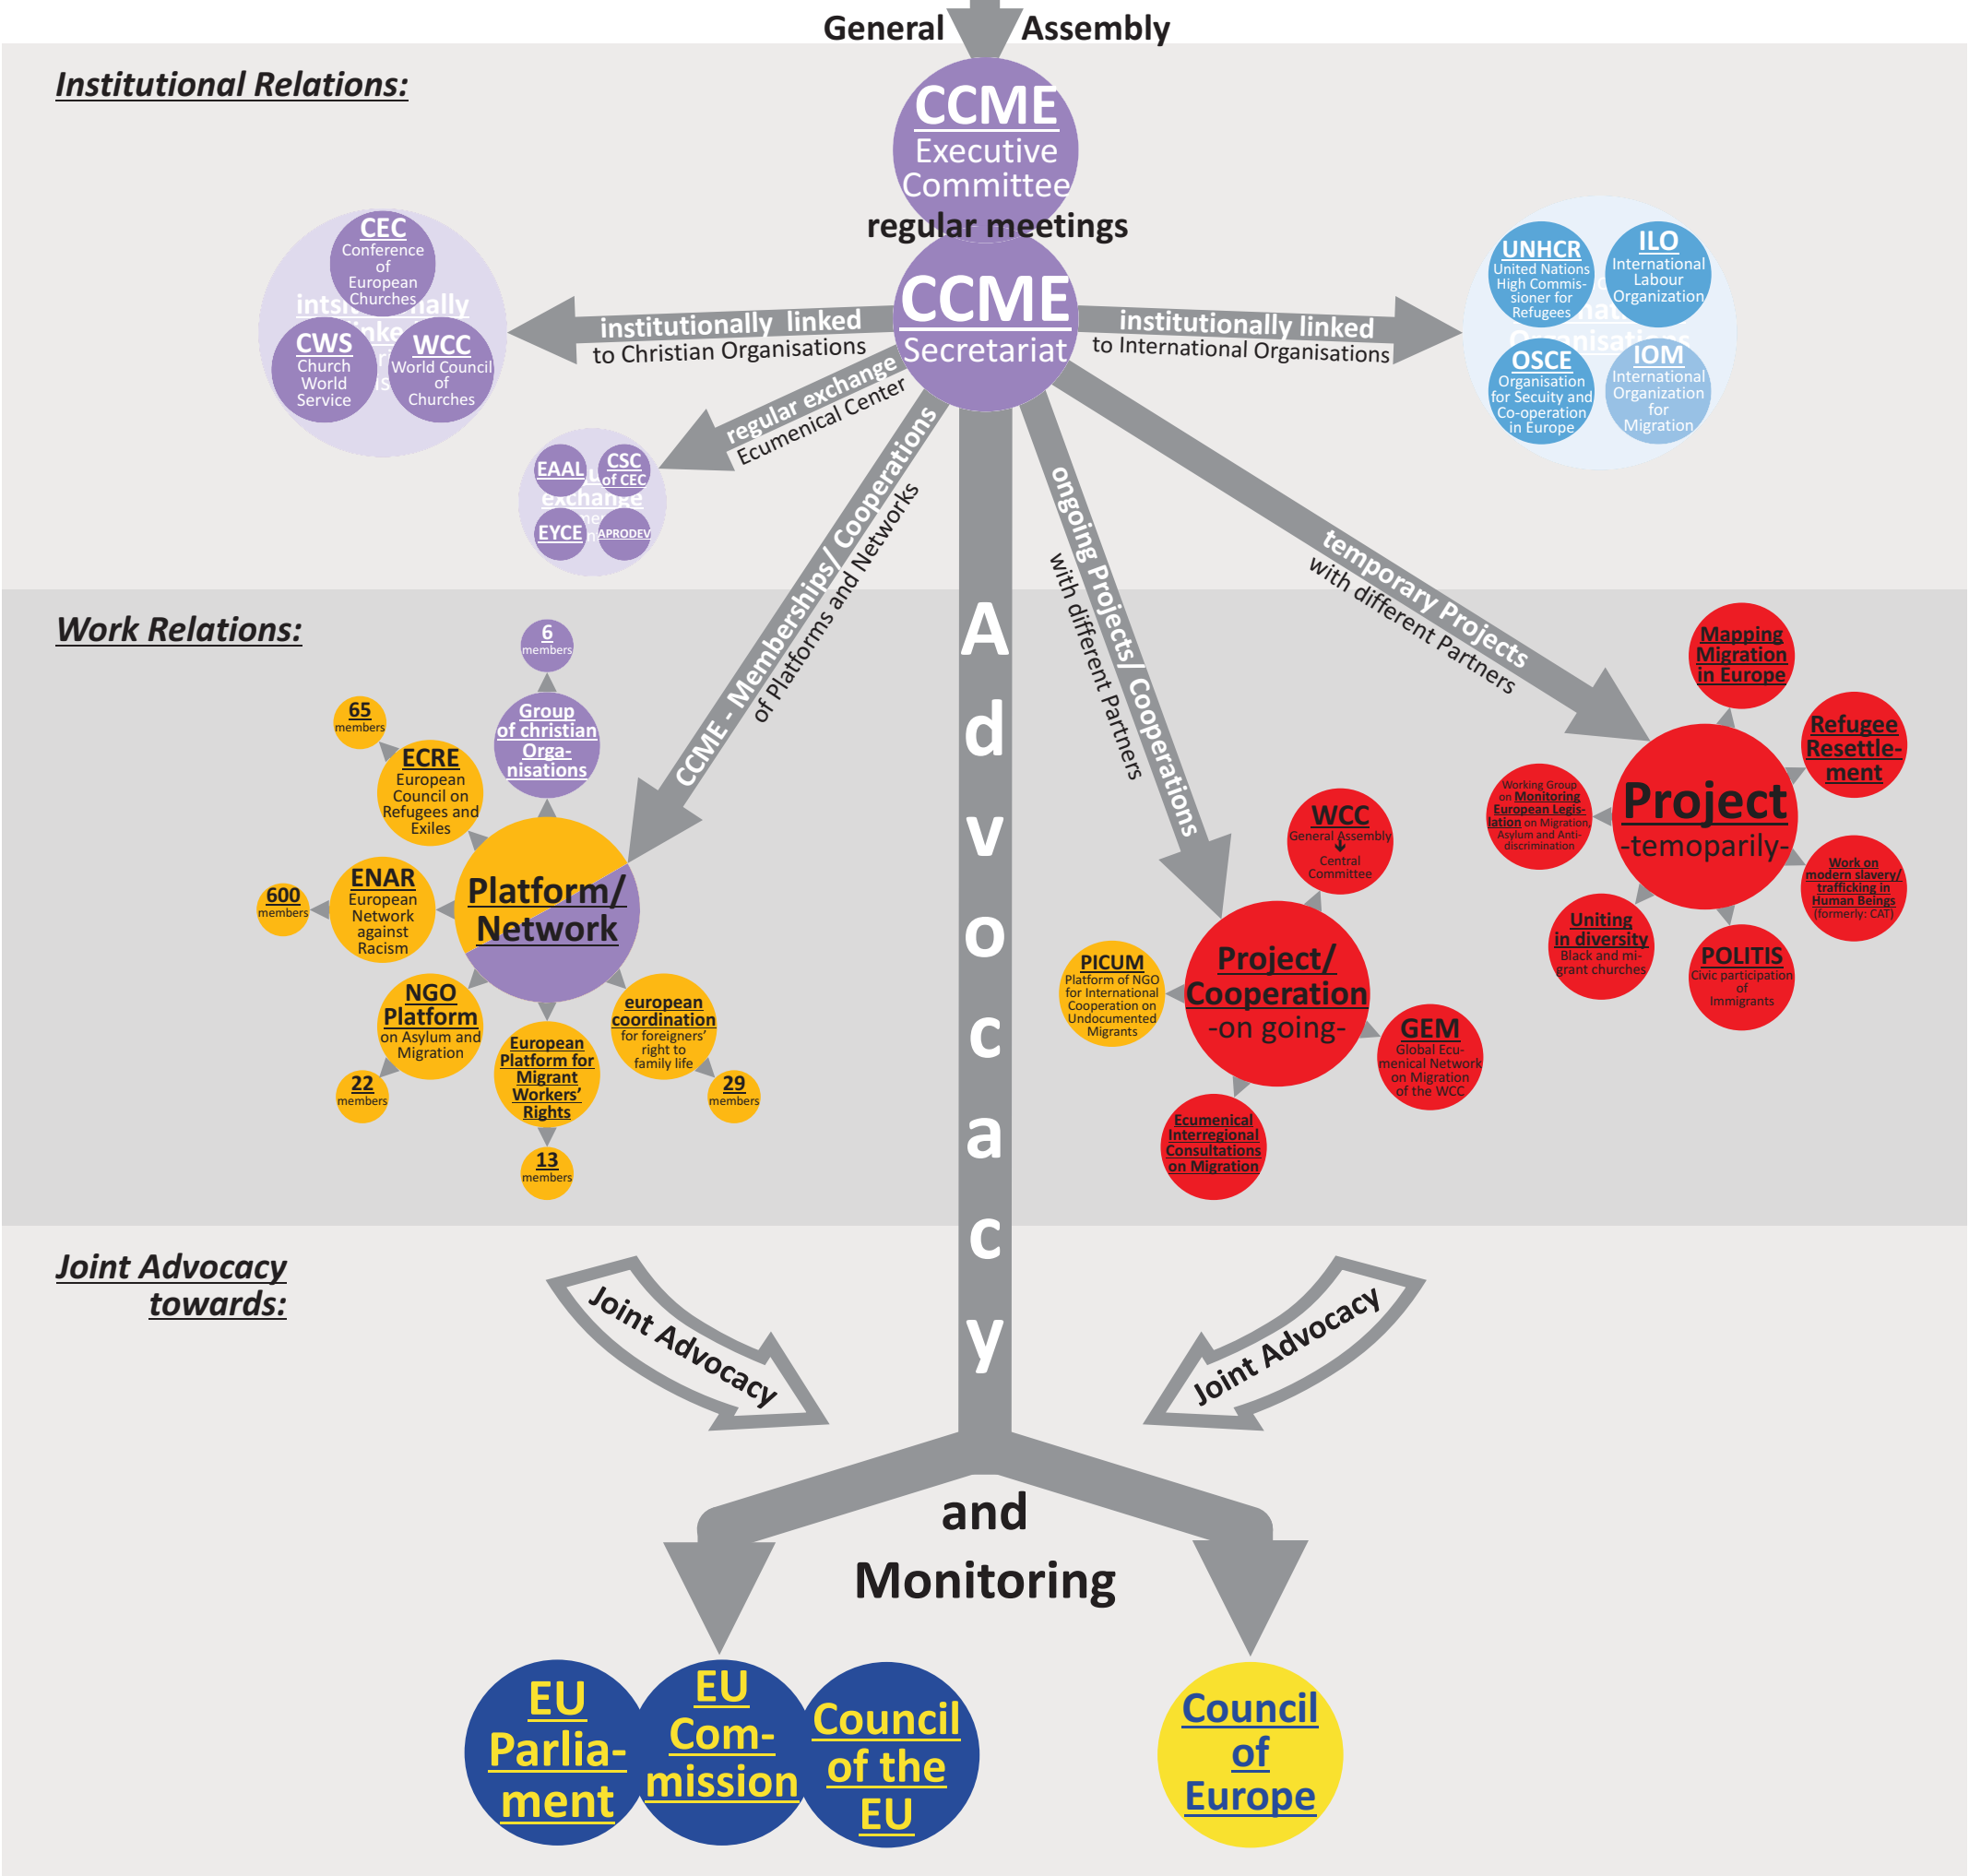 General Assembly
Institutional Relations:
CCME
Executive
Committee
regular meetings
CCME
Secretariat
CEC
Conference
of
European
Churches
CWS
Church
World
Service
WCC
World Council
of
Churches
institutionally linked
to Christian Organisations
institutionally linked
to International Organisations
UNHCR
United Nations
High Commis-
sioner for
Refugees
ILO
International
Labour
Organization
OSCE
Organisation
for Secuity and
Co-operation
in Europe
IOM
International
Organization
for
Migration
regular exchange
Ecumenical Center
EAAL
CSC
of CEC
exchange
EYCE
APRODEV
CCME - Memberships/ Cooperations
of Platforms and Networks
ongoing Projects/ Cooperations
with different Partners
temporary Projects
with different Partners
Work Relations:
6
members
Group
of christian
Orga-
nisations
65
members
ECRE
European
Council on
Refugees and
Exiles
600
members
ENAR
European
Network
against
Racism
Platform/
Network
NGO
Platform
on Asylum and
Migration
22
members
European
Platform for
Migrant
Workers'
Rights
13
members
european
coordination
for foreigners'
right to
family life
29
members
Advocacy
WCC
General Assembly
Central
Committee
PICUM
Platform of NGO
for International
Cooperation on
Undocumented
Migrants
Project/
Cooperation
-on going-
GEM
Global Ecu-
menical Network
on Migration
of the WCC
Ecumenical
Interregional
Consultations
on Migration
Mapping
Migration
in Europe
Refugee
Resettle-
ment
Working Group
on Monitoring
European Legis-
lation on Migration,
Asylum and Anti-
discrimination
Project
-temoparily-
Work on
modern slavery/
trafficking in
Human Beings
(formerly: CAT)
Uniting
in diversity
Black and mi-
grant churches
POLITIS
Civic participation
of
Immigrants
Joint Advocacy
towards:
Joint Advocacy
Joint Advocacy
and
Monitoring
EU
Parlia-
ment
EU
Com-
mission
Council
of the
EU
Council
of
Europe